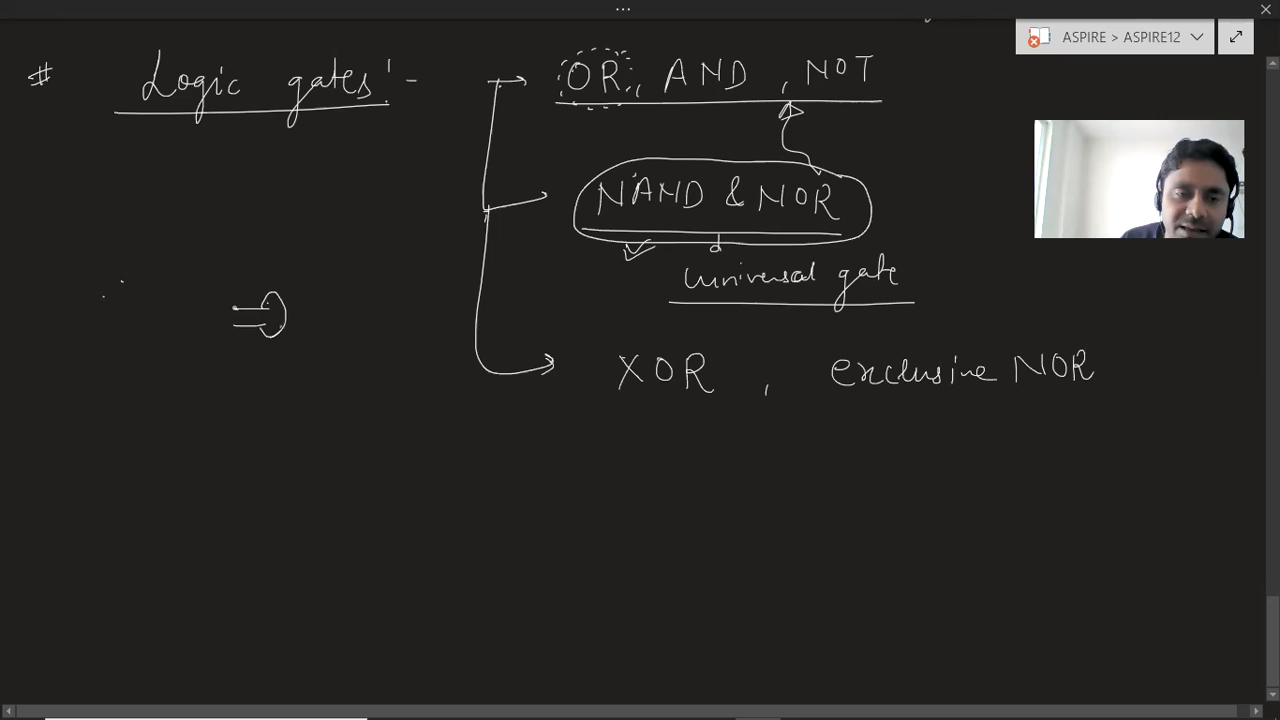 ASPIRE > ASPIRE12
# Logic gates :- OR, AND, NOT
NAND & NOR
universal gate
XOR, exclusive NOR